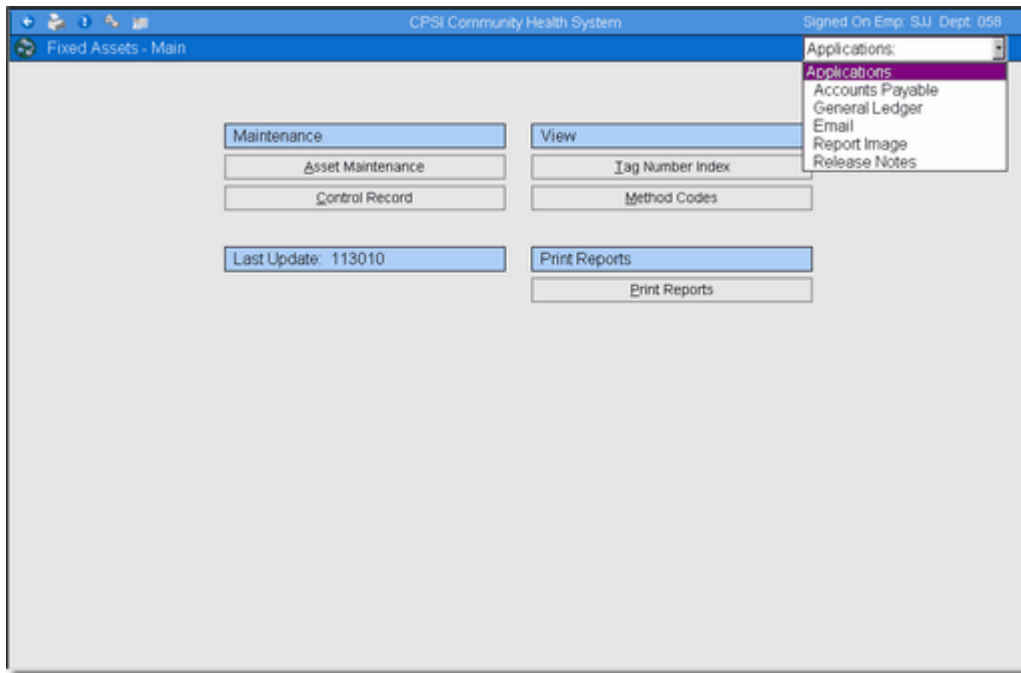 CPSI Community Health System
Signed On Emp: SJJ Dept: 058
Fixed Assets - Main
Applications:
Applications
Accounts Payable
General Ledger
Email
Report Image
Release Notes
Maintenance
Asset Maintenance
Control Record
View
Tag Number Index
Method Codes
Last Update: 113010
Print Reports
Print Reports